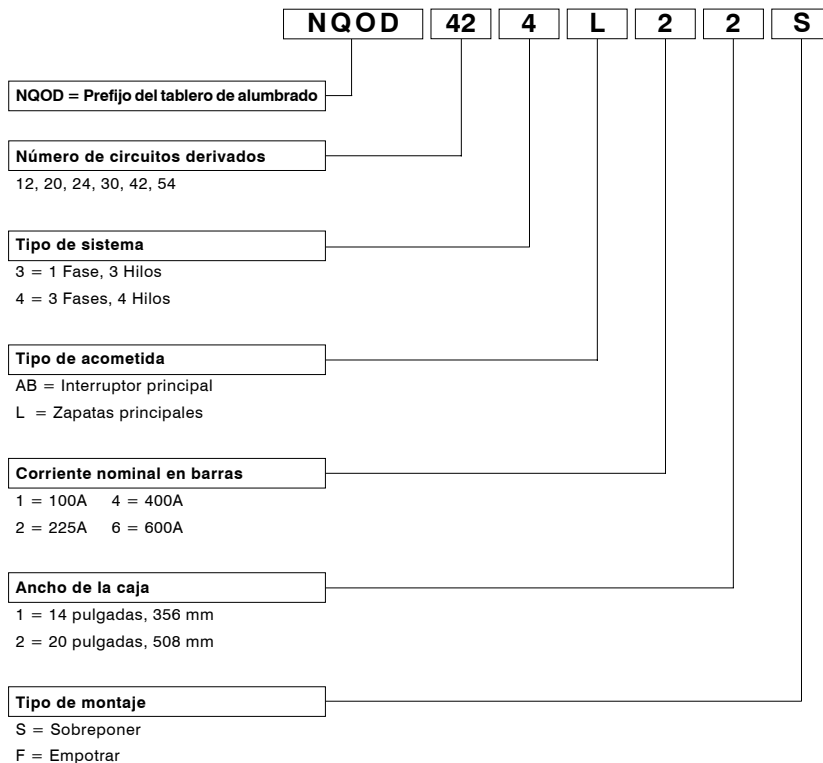 NQOD 42 4 L 2 2 S
NQOD = Prefijo del tablero de alumbrado
Número de circuitos derivados
12, 20, 24, 30, 42, 54
Tipo de sistema
3 = 1 Fase, 3 Hilos
4 = 3 Fases, 4 Hilos
Tipo de acometida
AB = Interruptor principal
L = Zapatas principales
Corriente nominal en barras
1 = 100A 4 = 400A
2 = 225A 6 = 600A
Ancho de la caja
1 = 14 pulgadas, 356 mm
2 = 20 pulgadas, 508 mm
Tipo de montaje
S = Sobreponer
F = Empotrar